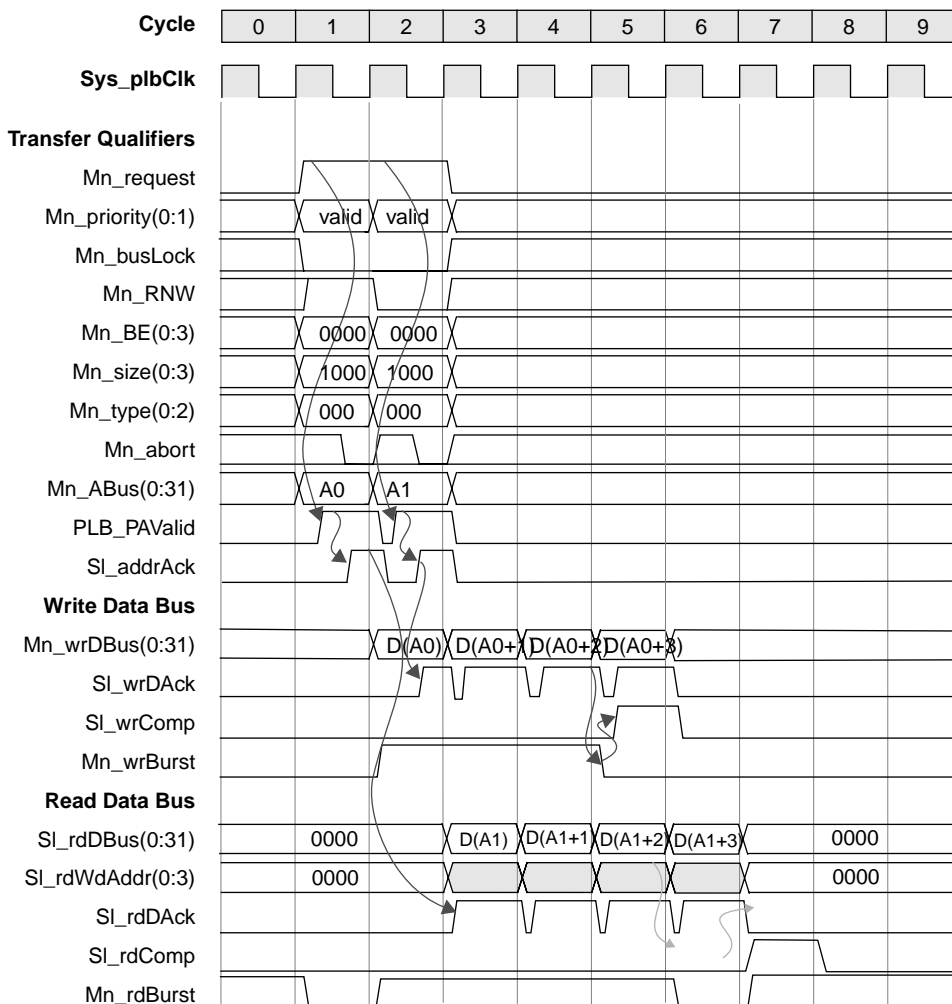 Cycle 0 1 2 3 4 5 6 7 8 9
Sys_plbClk
Transfer Qualifiers
Mn_request
Mn_priority(0:1) valid valid
Mn_busLock
Mn_RNW
Mn_BE(0:3) 0000 0000
Mn_size(0:3) 1000 1000
Mn_type(0:2) 000 000
Mn_abort
Mn_ABus(0:31) A0 A1
PLB_PAValid
Sl_addrAck
Write Data Bus
Mn_wrDBus(0:31) D(A0) D(A0+1) D(A0+2) D(A0+3)
Sl_wrDAck
Sl_wrComp
Mn_wrBurst
Read Data Bus
Sl_rdDBus(0:31) 0000 D(A1) D(A1+1) D(A1+2) D(A1+3) 0000
Sl_rdWdAddr(0:3) 0000 0000
Sl_rdDAck
Sl_rdComp
Mn_rdBurst